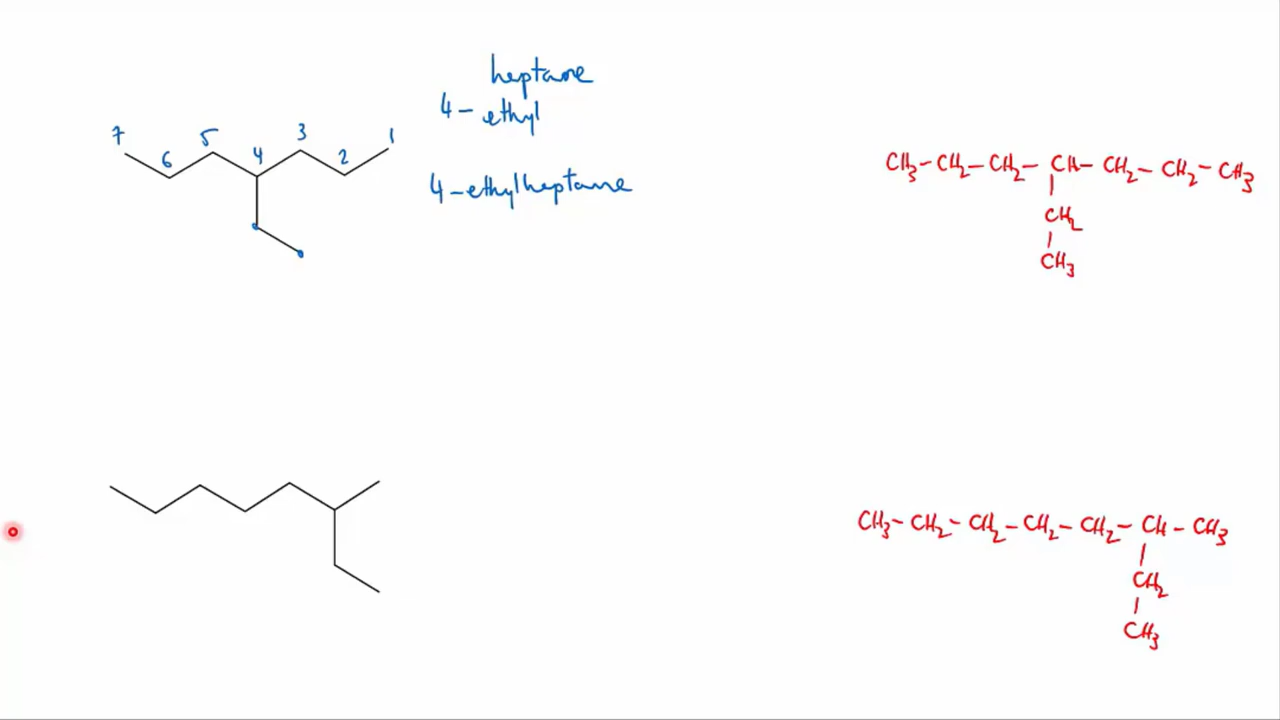 heptane
4- ethyl
7 6 5 4 3 2 1
4-ethylheptane
CH3-CH2-CH2-CH-CH2-CH2-CH3
CH2
CH3
CH3-CH2-CH2-CH2-CH2-CH-CH3
CH2
CH3